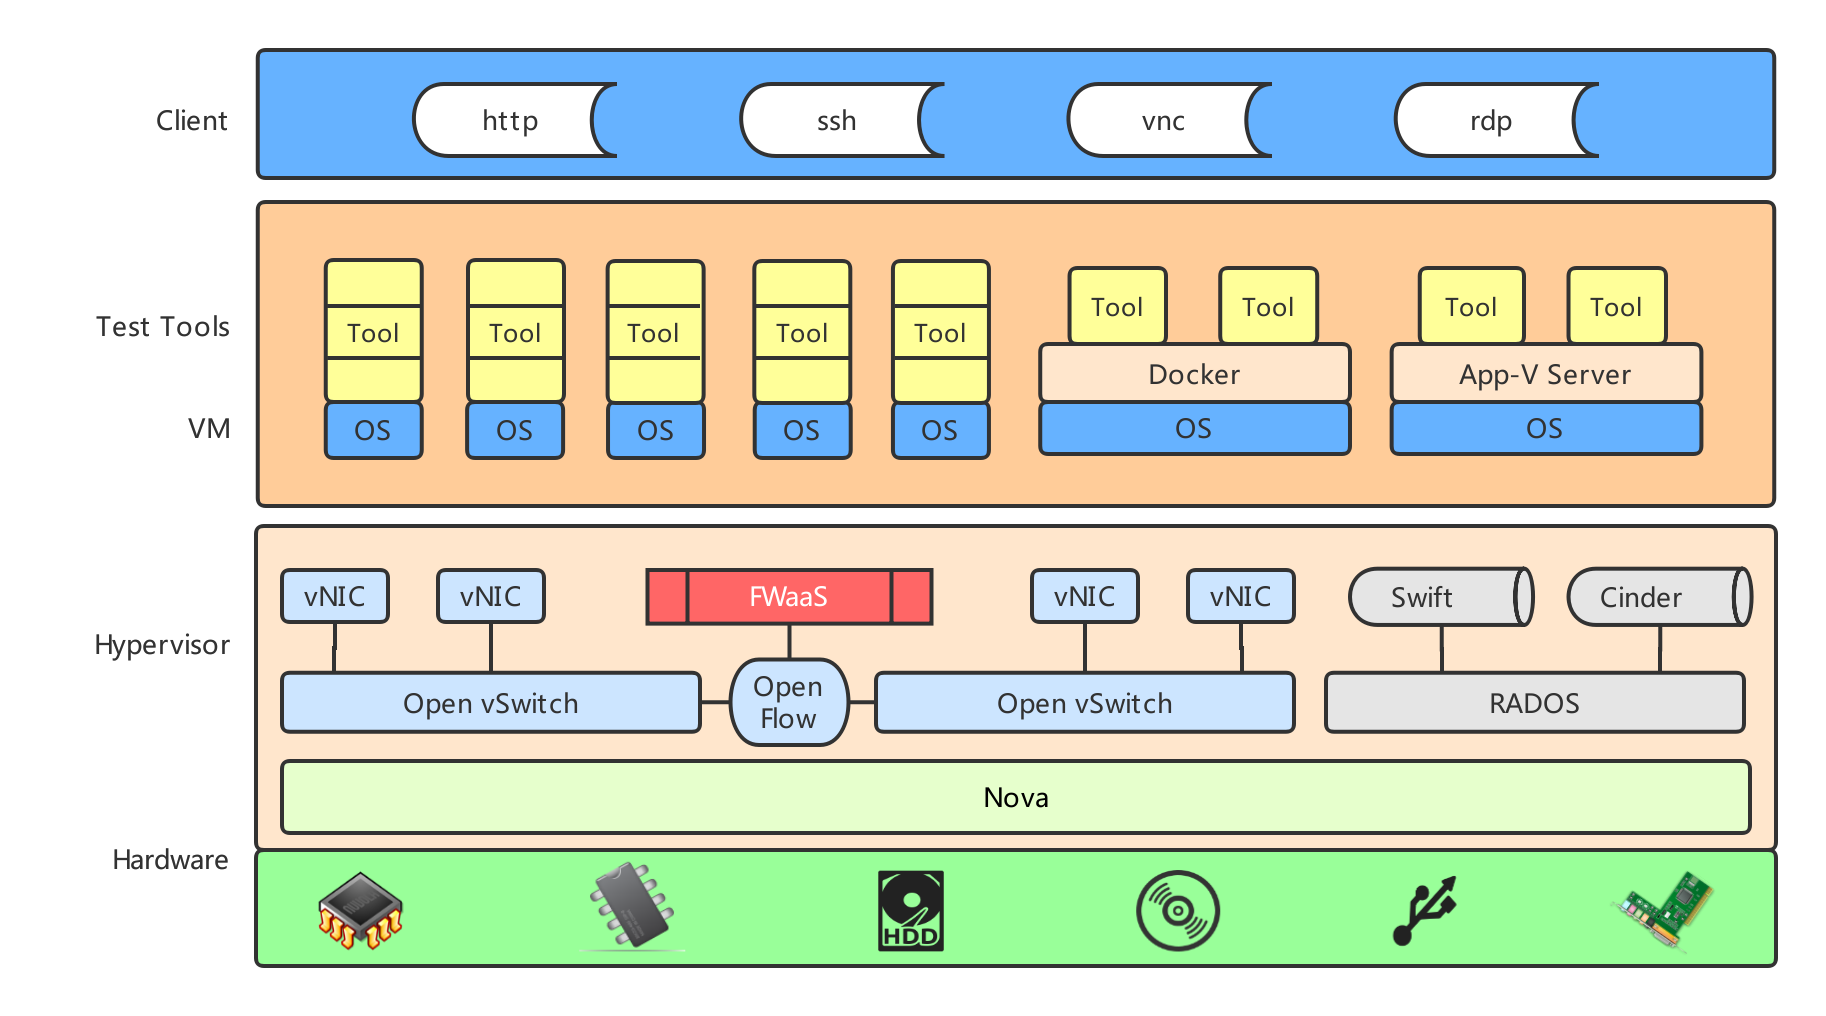 Client
http
ssh
vnc
rdp
Test Tools
Tool
Tool
Tool
Tool
Tool
Tool
Tool
Tool
Tool
Docker
App-V Server
VM
OS
OS
OS
OS
OS
OS
OS
Hypervisor
vNIC
vNIC
FWaaS
vNIC
vNIC
Swift
Cinder
Open vSwitch
Open
Flow
Open vSwitch
RADOS
Nova
Hardware
HDD